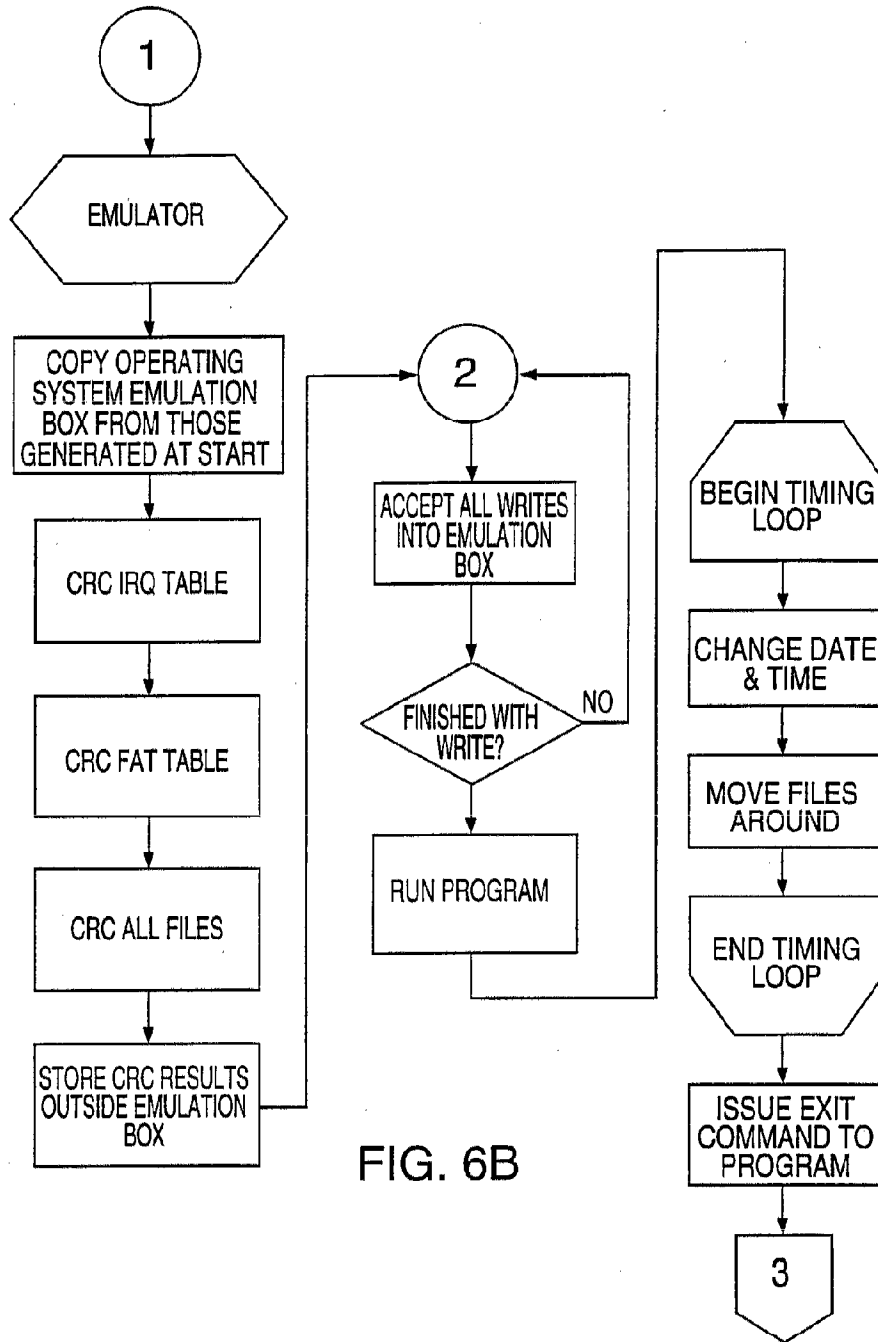 1
EMULATOR
COPY OPERATING
SYSTEM EMULATION
BOX FROM THOSE
GENERATED AT START
CRC IRQ TABLE
CRC FAT TABLE
CRC ALL FILES
STORE CRC RESULTS
OUTSIDE EMULATION
BOX
2
ACCEPT ALL WRITES
INTO EMULATION
BOX
FINISHED WITH
WRITE?
NO
RUN PROGRAM
BEGIN TIMING
LOOP
CHANGE DATE
& TIME
MOVE FILES
AROUND
END TIMING
LOOP
ISSUE EXIT
COMMAND TO
PROGRAM
3
FIG. 6B